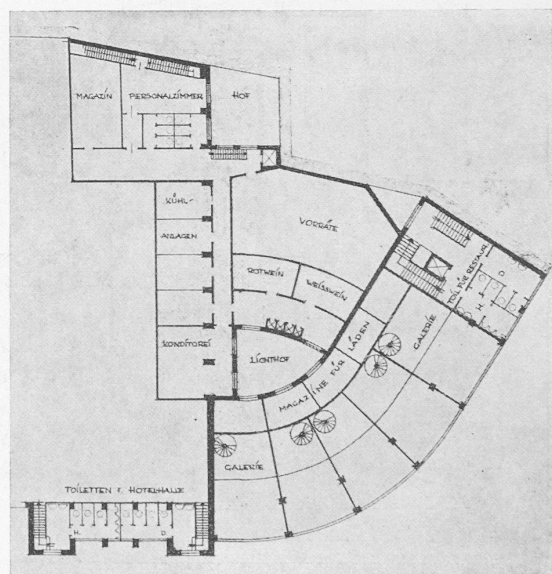 MAGAZIN
PERSONALZIMMER
HOF
KÜHL-
ANLAGEN
VORRÄTE
ROTWEIN
WEISSWEIN
KONDITOREI
LICHTHOF
MAGAZINE FÜR LÄDEN
TOIL. FÜR RESTAUR.
D
H
GALERIE
GALERIE
TOILETTEN F. HOTELHALLE
H.
D